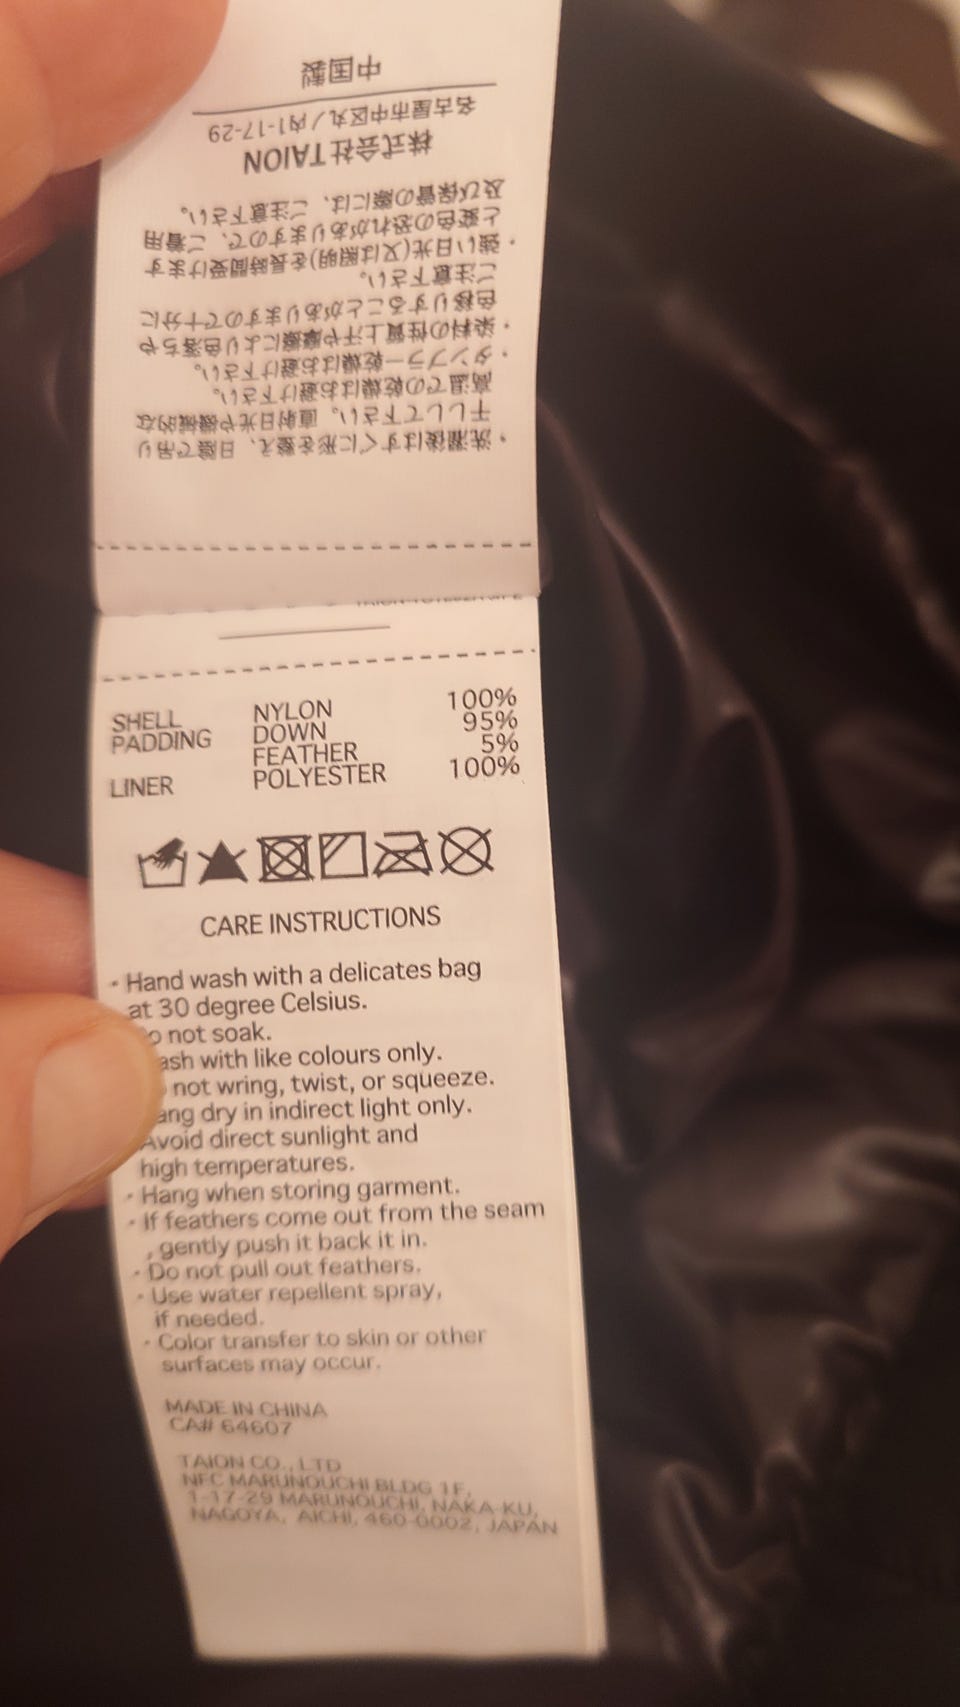 ・洗濯後はすぐに形を整え、日陰で吊り
干しして下さい。直射日光や機械的な
高温での乾燥はお避け下さい。
・タンブラー乾燥はお避け下さい。
・染料の性質上汗や摩擦により色落ちや
色移りすることがありますので十分に
ご注意下さい。
・強い日光(又は照明)を長時間受けます
と変色の恐れがありますので、ご着用
及び保管の際には、ご注意下さい。
株式会社TAION
名古屋市中区丸ノ内1-17-29
中国製
SHELL NYLON 100%
PADDING DOWN 95%
FEATHER 5%
LINER POLYESTER 100%
CARE INSTRUCTIONS
- Hand wash with a delicates bag
at 30 degree Celsius.
not soak.
with like colours only.
not wring, twist, or squeeze.
dry in indirect light only.
Avoid direct sunlight and
high temperatures.
- Hang when storing garment.
- If feathers come out from the seam
, gently push it back it in.
- Do not pull out feathers.
- Use water repellent spray,
if needed.
- Color transfer to skin or other
surfaces may occur.
MADE IN CHINA
CA# 64607
TAION CO., LTD
NFC MARUNOUCHI BLDG 1F,
1-17-29 MARUNOUCHI, NAKA-KU,
NAGOYA, AICHI, 460-0002, JAPAN